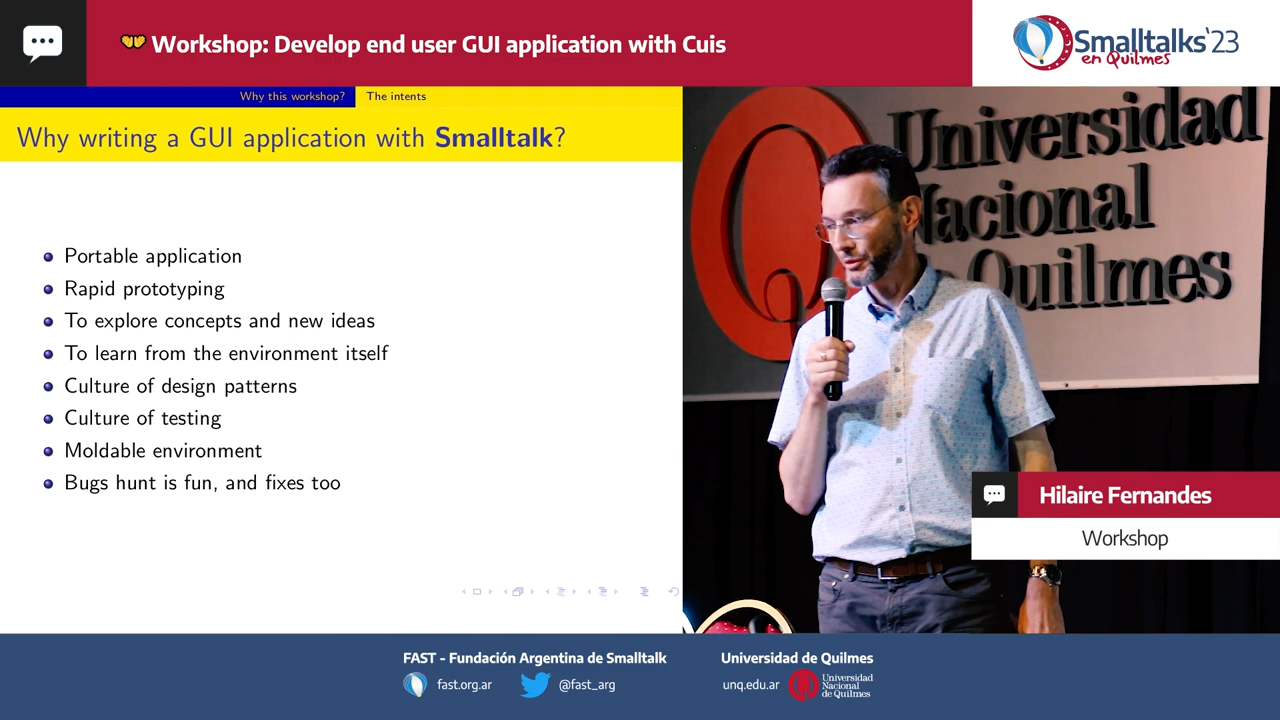 Workshop: Develop end user GUI application with Cuis
Smalltalks'23
en Quilmes
Why this workshop?
The intents
Why writing a GUI application with Smalltalk?
Portable application
Rapid prototyping
To explore concepts and new ideas
To learn from the environment itself
Culture of design patterns
Culture of testing
Moldable environment
Bugs hunt is fun, and fixes too
Universidad
Nacional
de Quilmes
Hilaire Fernandes
Workshop
FAST - Fundación Argentina de Smalltalk
fast.org.ar
@fast_arg
Universidad de Quilmes
unq.edu.ar
Universidad
Nacional
de Quilmes